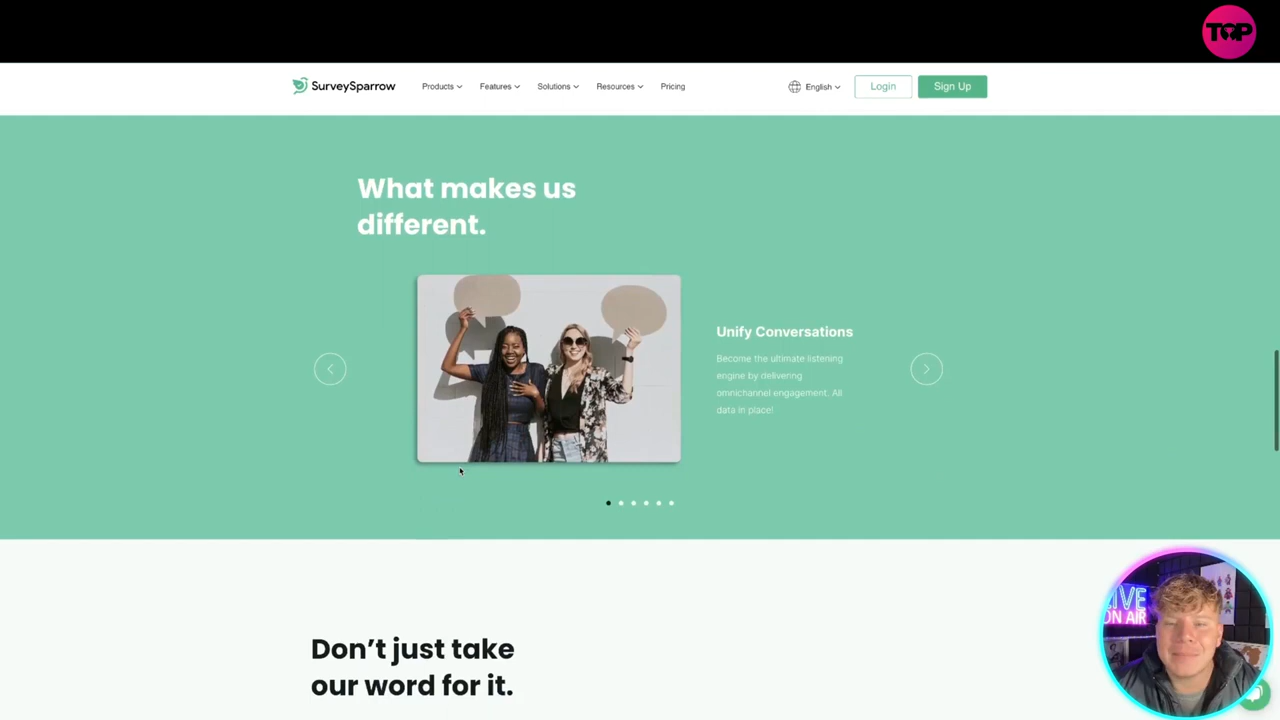 TOP
SurveySparrow
Products
Features
Solutions
Resources
Pricing
English
Login
Sign Up
What makes us
different.
Unify Conversations
Become the ultimate listening
engine by delivering
omnichannel engagement. All
data in place!
Don’t just take
our word for it.
LIVE
ON AIR